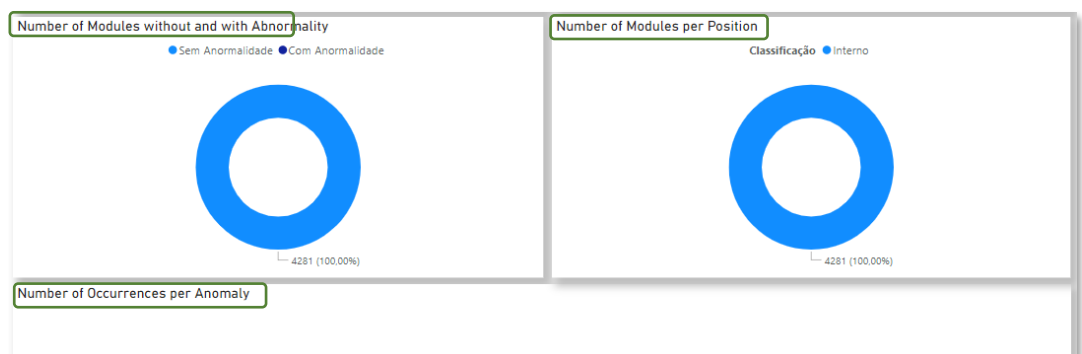 Number of Modules without and with Abnormality
Sem Anormalidade Com Anormalidade
4281 (100,00%)
Number of Modules per Position
Classificação Interno
4281 (100,00%)
Number of Occurrences per Anomaly